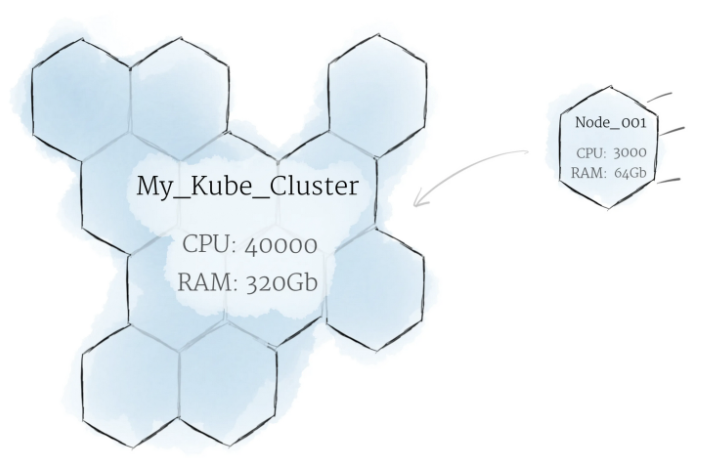 My_Kube_Cluster
CPU: 40000
RAM: 320Gb
Node_001
CPU: 3000
RAM: 64Gb